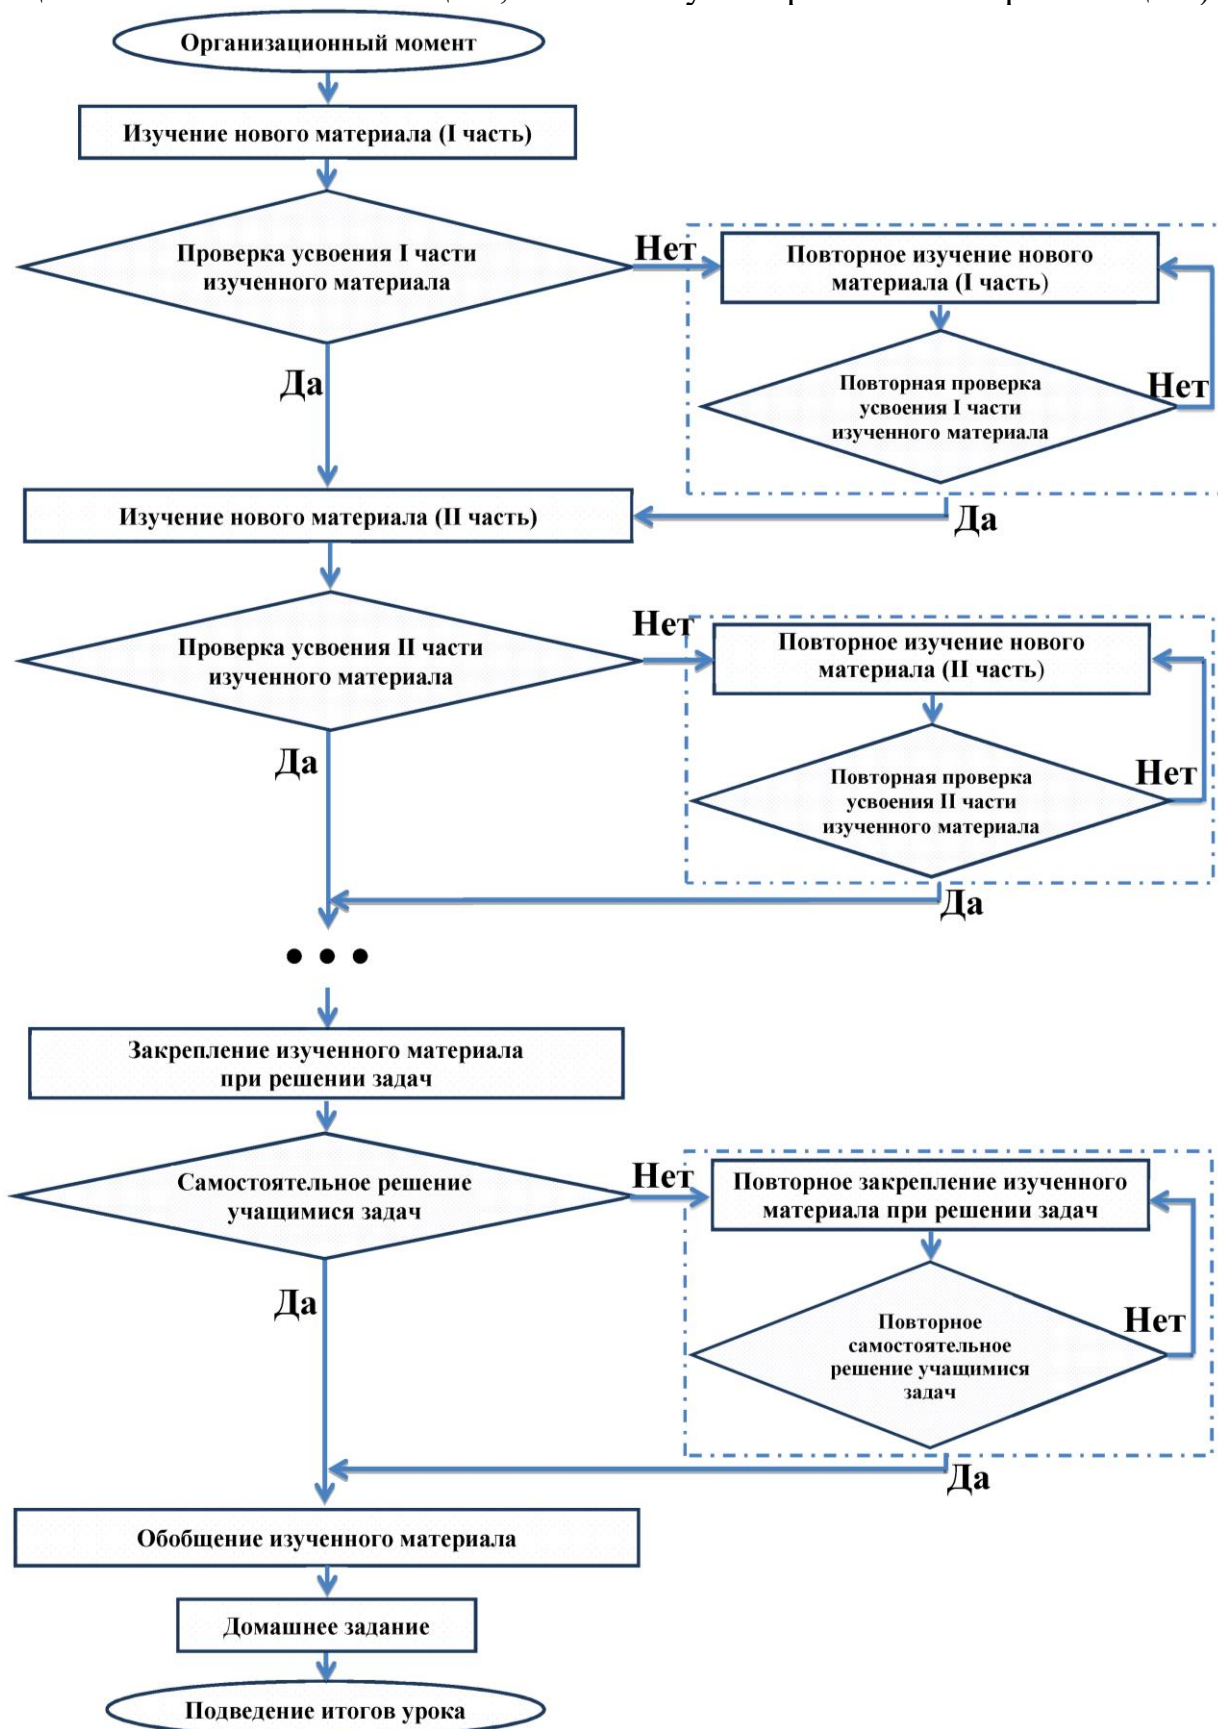 Организационный момент
Изучение нового материала (I часть)
Проверка усвоения I части
изученного материала
Нет
Повторное изучение нового
материала (I часть)
Да
Повторная проверка
усвоения I части
изученного материала
Нет
Да
Изучение нового материала (II часть)
Проверка усвоения II части
изученного материала
Нет
Повторное изучение нового
материала (II часть)
Да
Повторная проверка
усвоения II части
изученного материала
Нет
Да
• • •
Закрепление изученного материала
при решении задач
Самостоятельное решение
учащимися задач
Нет
Повторное закрепление изученного
материала при решении задач
Да
Повторное
самостоятельное
решение учащимися
задач
Нет
Да
Обобщение изученного материала
Домашнее задание
Подведение итогов урока